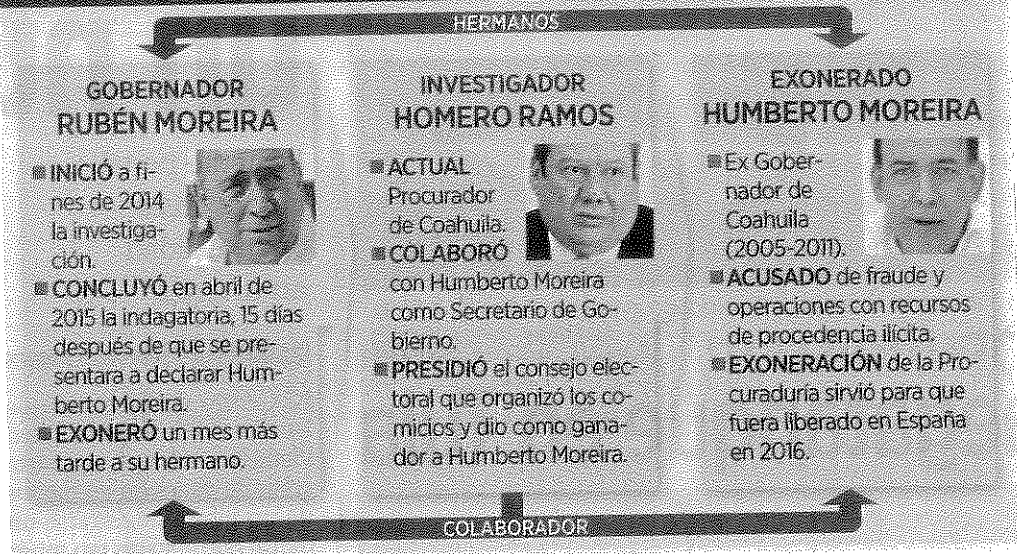 HERMANOS
GOBERNADOR
RUBÉN MOREIRA
INICIÓ a fi-
nes de 2014
la investiga-
ción.
CONCLUYÓ en abril de
2015 la indagatoria, 15 días
después de que se pre-
sentara a declarar Hum-
berto Moreira.
EXONERÓ un mes más
tarde a su hermano.
INVESTIGADOR
HOMERO RAMOS
ACTUAL
Procurador
de Coahuila.
COLABORÓ
con Humberto Moreira
como Secretario de Go-
bierno.
PRESIDIÓ el consejo elec-
toral que organizó los co-
micios y dio como gana-
dor a Humberto Moreira.
EXONERADO
HUMBERTO MOREIRA
Ex Gober-
nador de
Coahuila
(2005-2011).
ACUSADO de fraude y
operaciones con recursos
de procedencia ilícita.
EXONERACIÓN de la Pro-
curaduría sirvió para que
fuera liberado en España
en 2016.
COLABORADOR